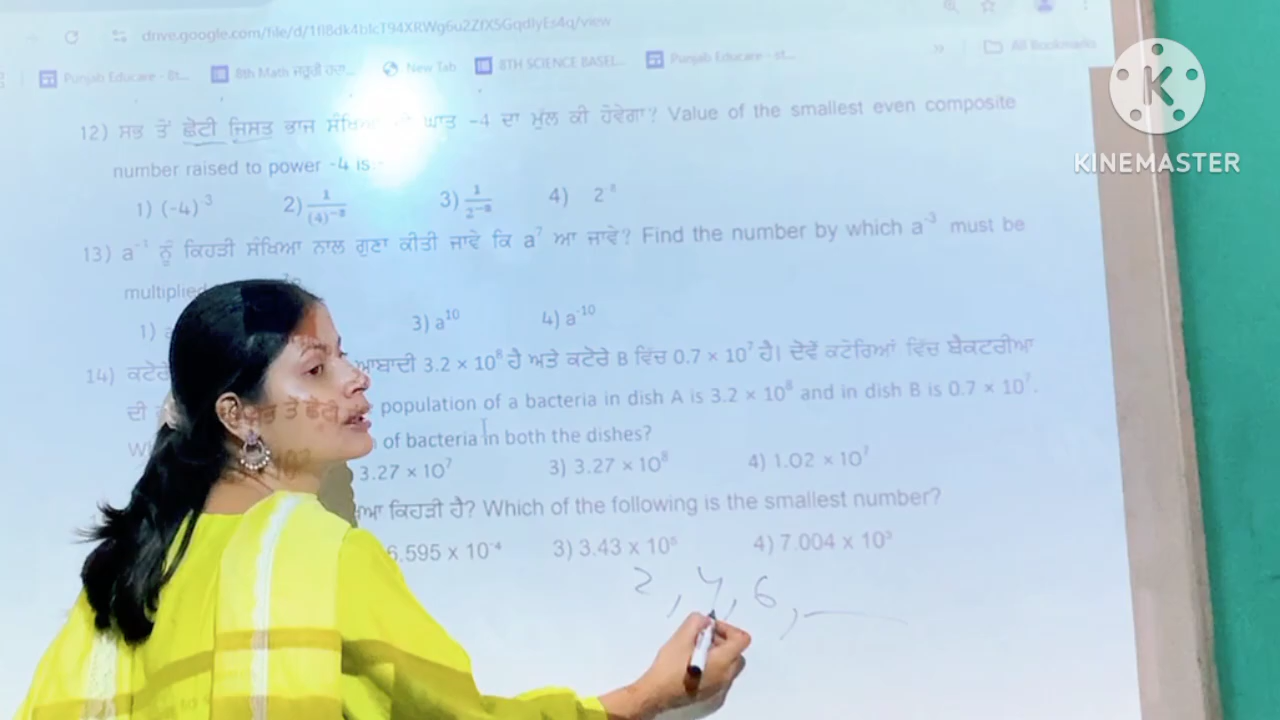 drive.google.com/file/d/1fIBdk4blcT94XRWg6u2ZfXSGqdlyEs4q/view
Punjab Educare - 8t... 8th Math ਜ਼ਰੂਰੀ New Tab 8TH SCIENCE BASEL... Punjab Educare - st... » All Bookmarks
KINEMASTER
12) ਸਭ ਤੋਂ ਛੋਟੀ ਜਿਸਤ ਭਾਜ ਘਾਤ -4 ਦਾ ਮੁੱਲ ਕੀ ਹੋਵੇਗਾ? Value of the smallest even composite
number raised to power -4 is:-
1) (-4)⁻³ 2) 1/(4)⁻⁸ 3) 1/2⁻⁸ 4) 2⁻⁸
13) a⁻³ ਨੂੰ ਕਿਹੜੀ ਸੰਖਿਆ ਨਾਲ ਗੁਣਾ ਕੀਤੀ ਜਾਵੇ ਕਿ a⁷ ਆ ਜਾਵੇ? Find the number by which a⁻³ must be
multiplied
1) 3) a¹⁰ 4) a⁻¹⁰
14) ਕਟੋਰੇ ਆਬਾਦੀ 3.2 × 10⁸ ਹੈ ਅਤੇ ਕਟੋਰੇ B ਵਿੱਚ 0.7 × 10⁷ ਹੈ। ਦੋਵੇਂ ਕਟੋਰਿਆਂ ਵਿੱਚ ਬੈਕਟਰੀਆ
ਦੀ population of a bacteria in dish A is 3.2 × 10⁸ and in dish B is 0.7 × 10⁷.
of bacteria in both the dishes?
3.27 × 10⁷ 3) 3.27 × 10⁸ 4) 1.02 × 10⁷
ਕਿਹੜੀ ਹੈ? Which of the following is the smallest number?
6.595 x 10⁻⁴ 3) 3.43 x 10⁵ 4) 7.004 x 10³
2, 4, 6,